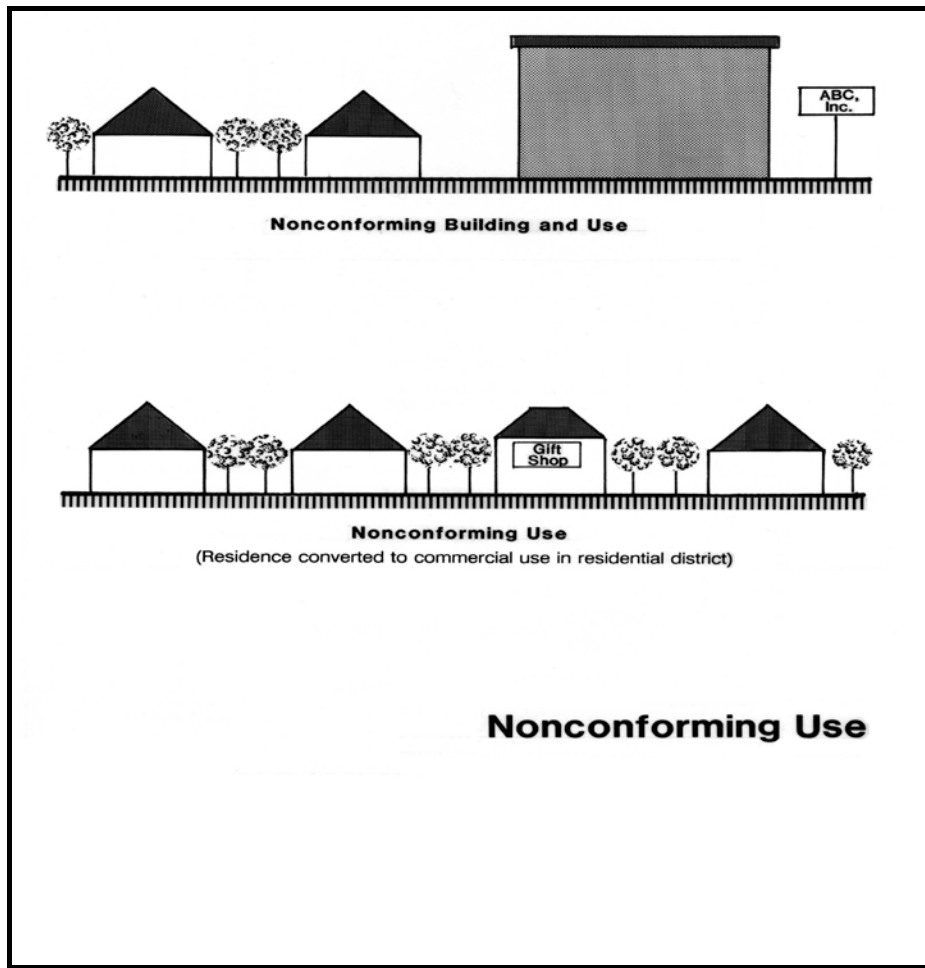 ABC,
Inc.
Nonconforming Building and Use
Gift
Shop
Nonconforming Use
(Residence converted to commercial use in residential district)
Nonconforming Use